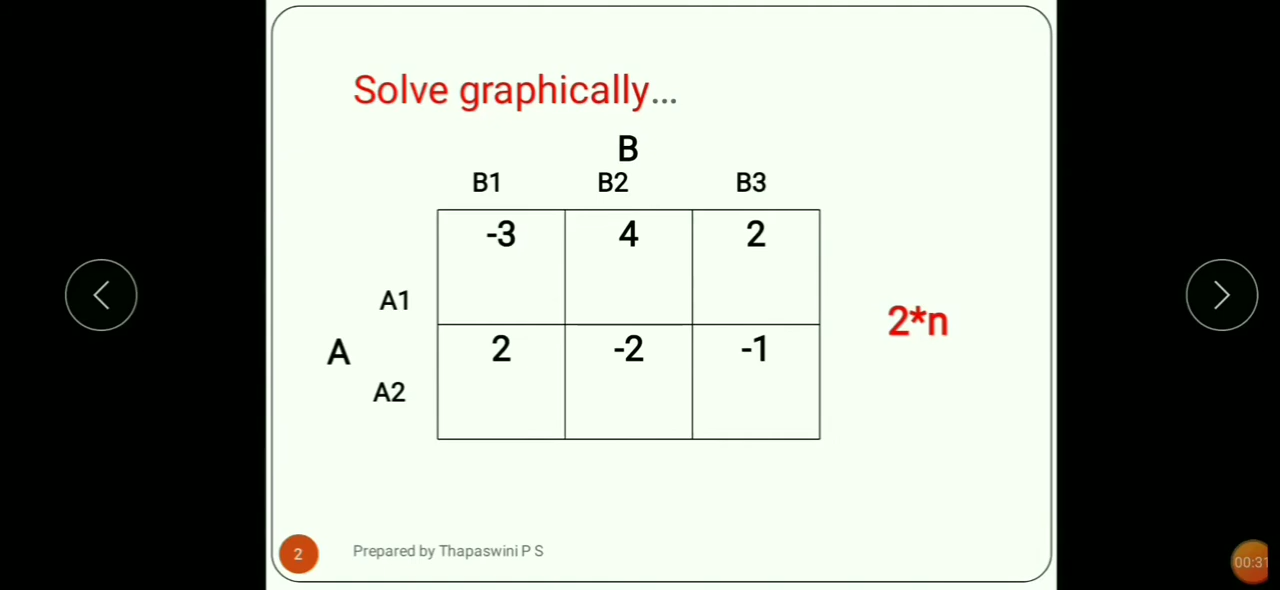 Solve graphically...
B
B1 B2 B3
-3 4 2
A1
2*n
A
2 -2 -1
A2
2 Prepared by Thapaswini P S
00:31